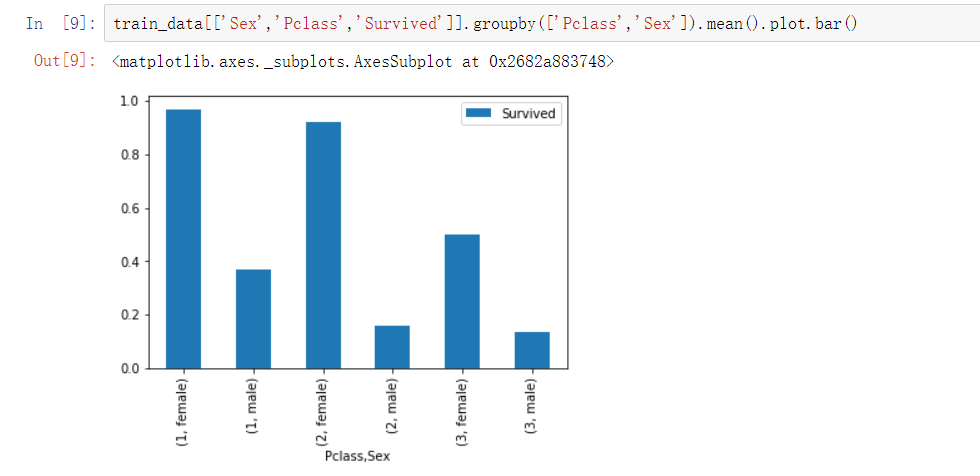 In [9]: train_data[['Sex','Pclass','Survived']].groupby(['Pclass','Sex']).mean().plot.bar()
Out[9]: <matplotlib.axes._subplots.AxesSubplot at 0x2682a883748>
Survived
1.0
0.8
0.6
0.4
0.2
0.0
(1, female)
(1, male)
(2, female)
(2, male)
(3, female)
(3, male)
Pclass,Sex